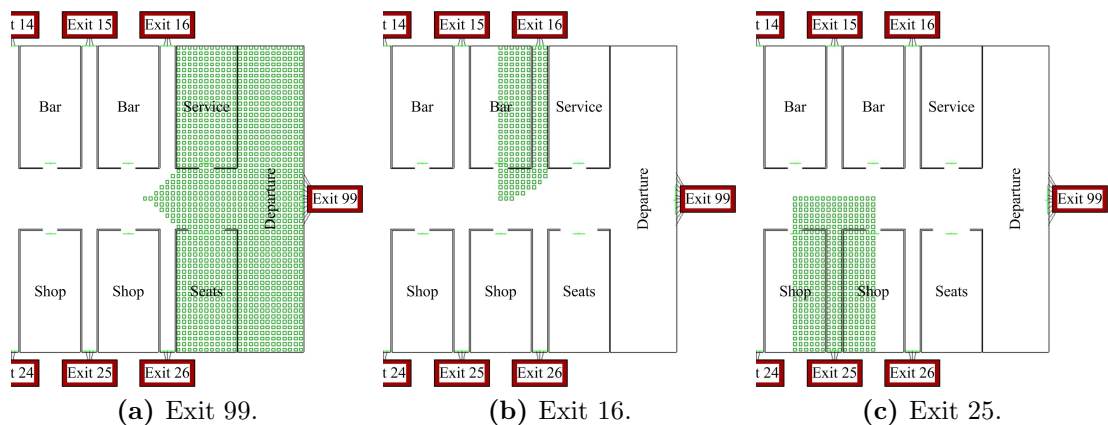 t 14 Exit 15 Exit 16 t 14 Exit 15 Exit 16 t 14 Exit 15 Exit 16
Bar Bar Service Bar Bar Service Bar Bar Service
Departure Departure Departure
Exit 99 Exit 99 Exit 99
Shop Shop Seats Shop Shop Seats Shop Shop Seats
t 24 Exit 25 Exit 26 t 24 Exit 25 Exit 26 t 24 Exit 25 Exit 26
(a) Exit 99. (b) Exit 16. (c) Exit 25.